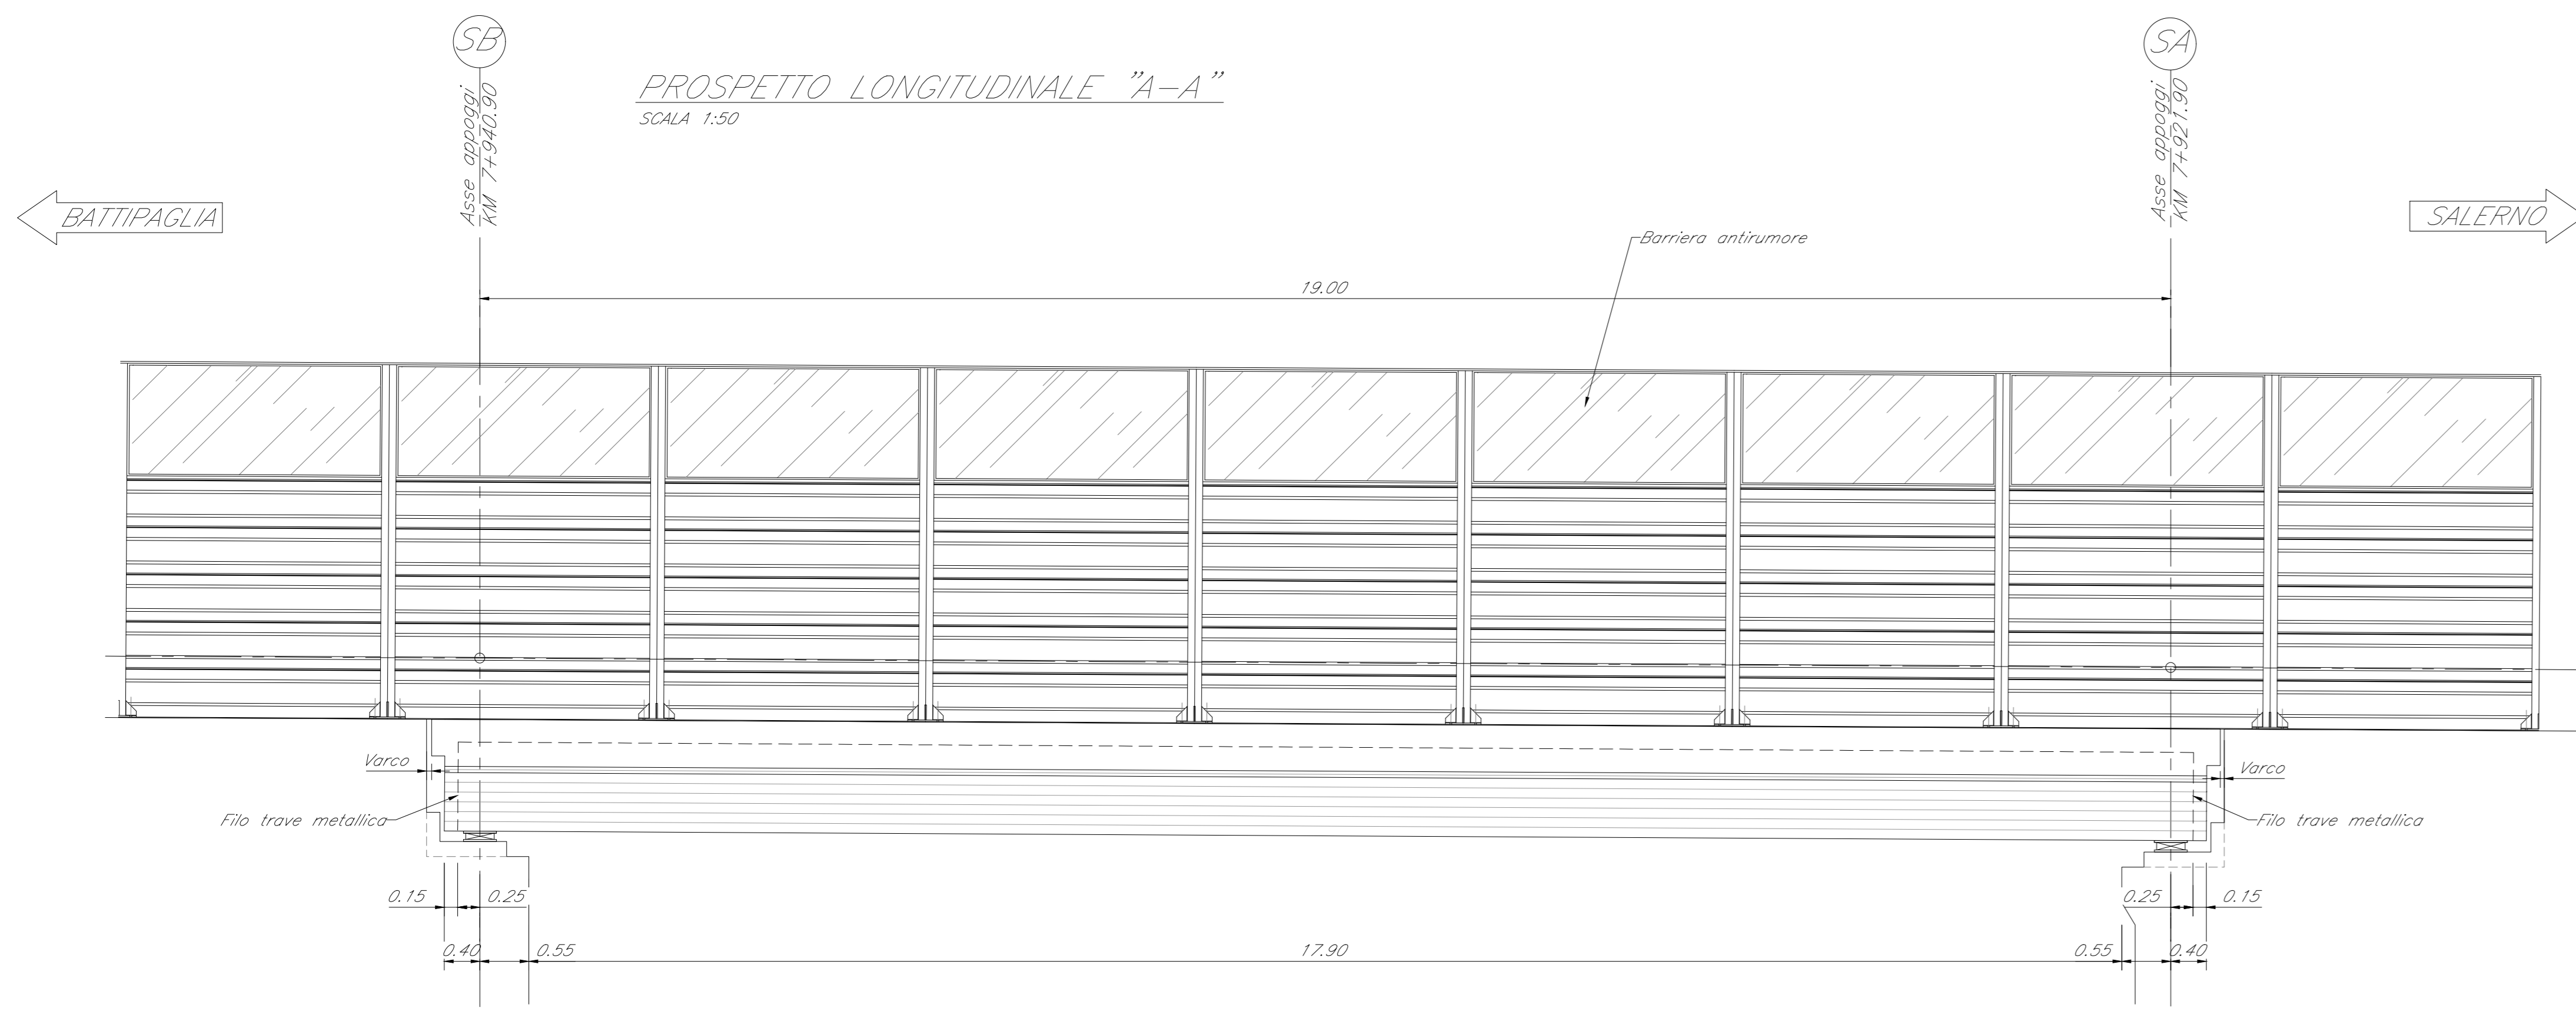 SB
SA
Asse appoggi
KM 7+940.90
PROSPETTO LONGITUDINALE "A-A"
SCALA 1:50
Asse appoggi
KM 7+921.90
BATTIPAGLIA
SALERNO
Barriera antirumore
19.00
Varco
Varco
Filo trave metallica
Filo trave metallica
0.15
0.25
0.25
0.15
0.40
0.55
17.90
0.55
0.40